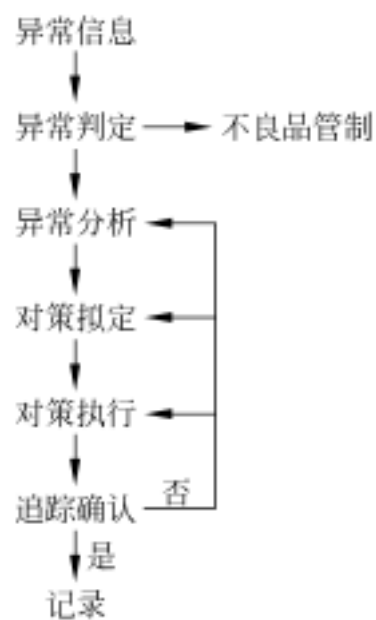 异常信息
异常判定
不良品管制
异常分析
对策拟定
对策执行
追踪确认
否
是
记录